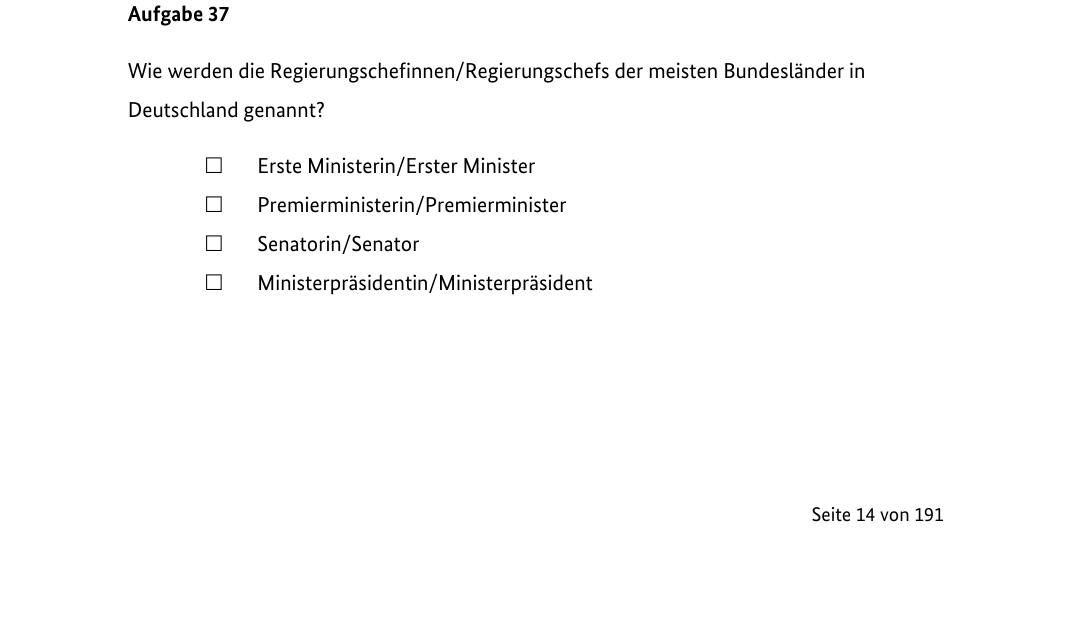 Aufgabe 37
Wie werden die Regierungschefinnen/Regierungschefs der meisten Bundesländer in
Deutschland genannt?
☐ Erste Ministerin/Erster Minister
☐ Premierministerin/Premierminister
☐ Senatorin/Senator
☐ Ministerpräsidentin/Ministerpräsident
Seite 14 von 191